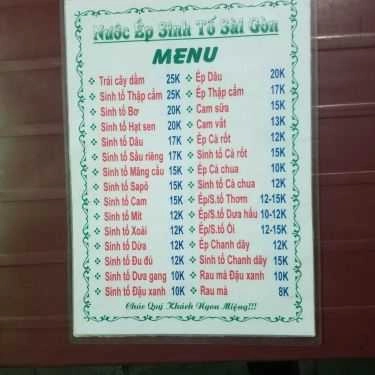 Nước Ép Sinh Tố Sài Gòn
MENU
Trái cây dầm 25K
Sinh tố Thập cẩm 25K
Sinh tố Bơ 20K
Sinh tố Hạt sen 20K
Sinh tố Dâu 17K
Sinh tố Sầu riêng 17K
Sinh tố Mãng cầu 15K
Sinh tố Sapô 15K
Sinh tố Cam 15K
Sinh tố Mít 12K
Sinh tố Xoài 12K
Sinh tố Dừa 12K
Sinh tố Đu đủ 12K
Sinh tố Dưa gang 10K
Sinh tố Đậu xanh 10K
Ép Dâu 20K
Ép Thập cẩm 17K
Cam sữa 15K
Cam vắt 13K
Ép Cà rốt 12K
Sinh tố Cà rốt 15K
Ép Cà chua 10K
Sinh tố Cà chua 12K
Ép/S.tố Thơm 12-15K
Ép/S.tố Dưa hấu 10-12K
Ép/S.tố Ổi 12-15K
Ép Chanh dây 12K
Sinh tố Chanh dây 15K
Rau má Đậu xanh 10K
Rau má 8K
Chúc Quý Khách Ngon Miệng!!!